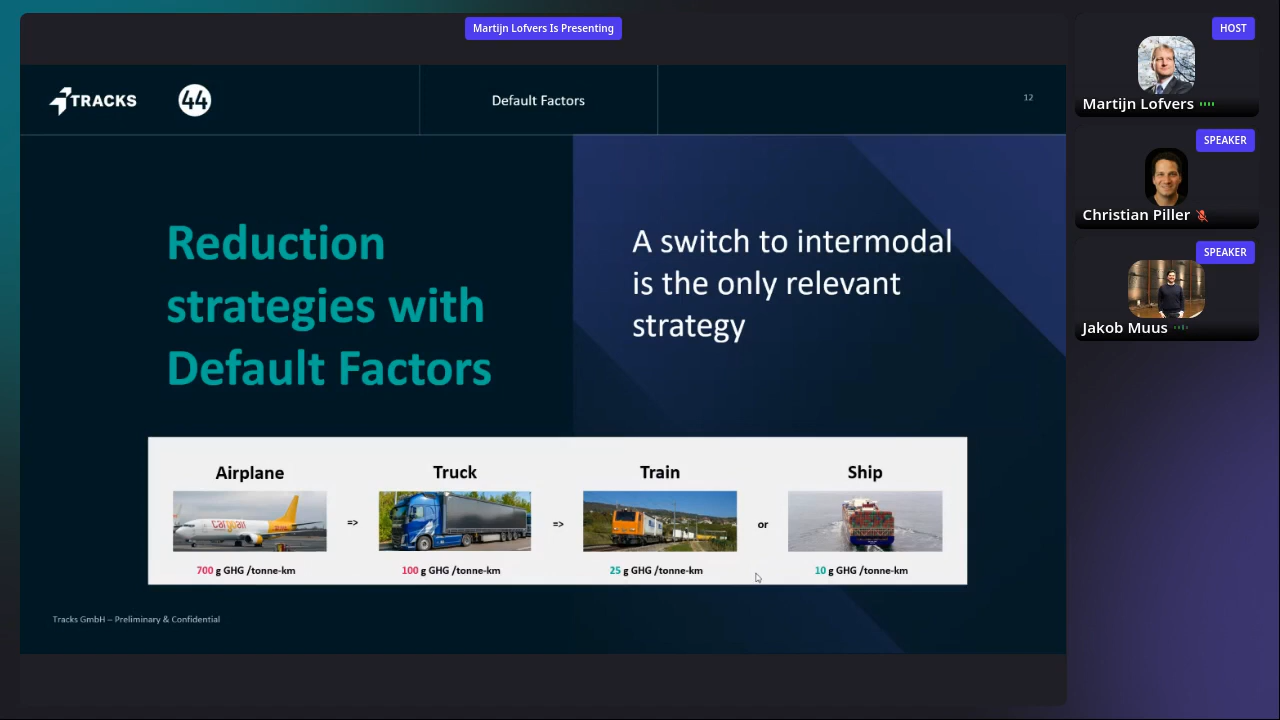 Martijn Lofvers Is Presenting
TRACKS
44
Default Factors
12
Reduction
strategies with
Default Factors
A switch to intermodal
is the only relevant
strategy
Airplane
Truck
Train
Ship
cargoair
=>
=>
or
700 g GHG /tonne-km
100 g GHG /tonne-km
25 g GHG /tonne-km
10 g GHG /tonne-km
Tracks GmbH – Preliminary & Confidential
HOST
Martijn Lofvers
SPEAKER
Christian Piller
SPEAKER
Jakob Muus